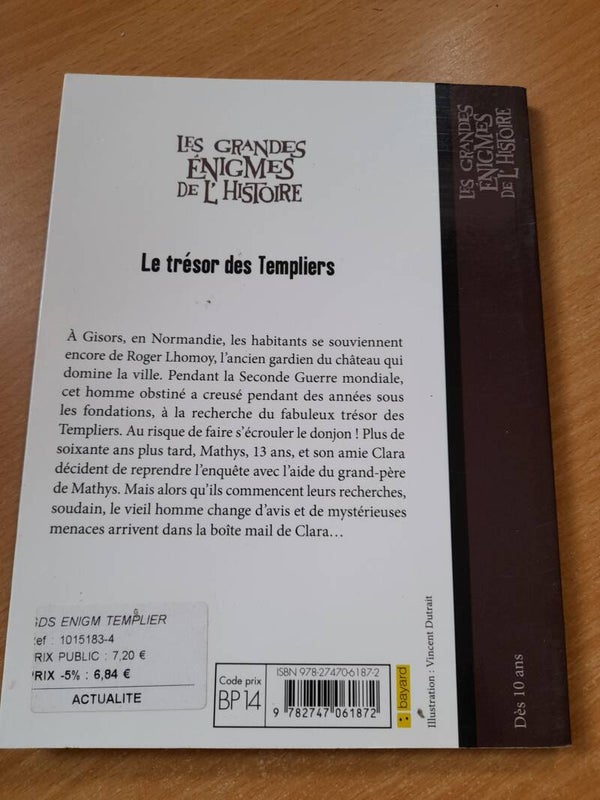 LES GRANDES
ÉNIGMES
DE L'HISTOIRE
Le trésor des Templiers
À Gisors, en Normandie, les habitants se souviennent
encore de Roger Lhomoy, l'ancien gardien du château qui
domine la ville. Pendant la Seconde Guerre mondiale,
cet homme obstiné a creusé pendant des années sous
les fondations, à la recherche du fabuleux trésor des
Templiers. Au risque de faire s'écrouler le donjon ! Plus de
soixante ans plus tard, Mathys, 13 ans, et son amie Clara
décident de reprendre l'enquête avec l'aide du grand-père
de Mathys. Mais alors qu'ils commencent leurs recherches,
soudain, le vieil homme change d'avis et de mystérieuses
menaces arrivent dans la boîte mail de Clara…
GDS ENIGM TEMPLIER
G
Ref : 1015183-4
PRIX PUBLIC : 7,20 €
PRIX -5% : 6,84 €
ACTUALITE
Code prix
BP 14
ISBN 978-27470-6187-2
9 782747 061872
bayard
Illustration : Vincent Dutrait
LES GRANDES
ÉNIGMES
DE L'HISTOIRE
Dès 10 ans